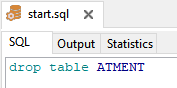 start.sql
SQL Output Statistics
drop table ATMENT